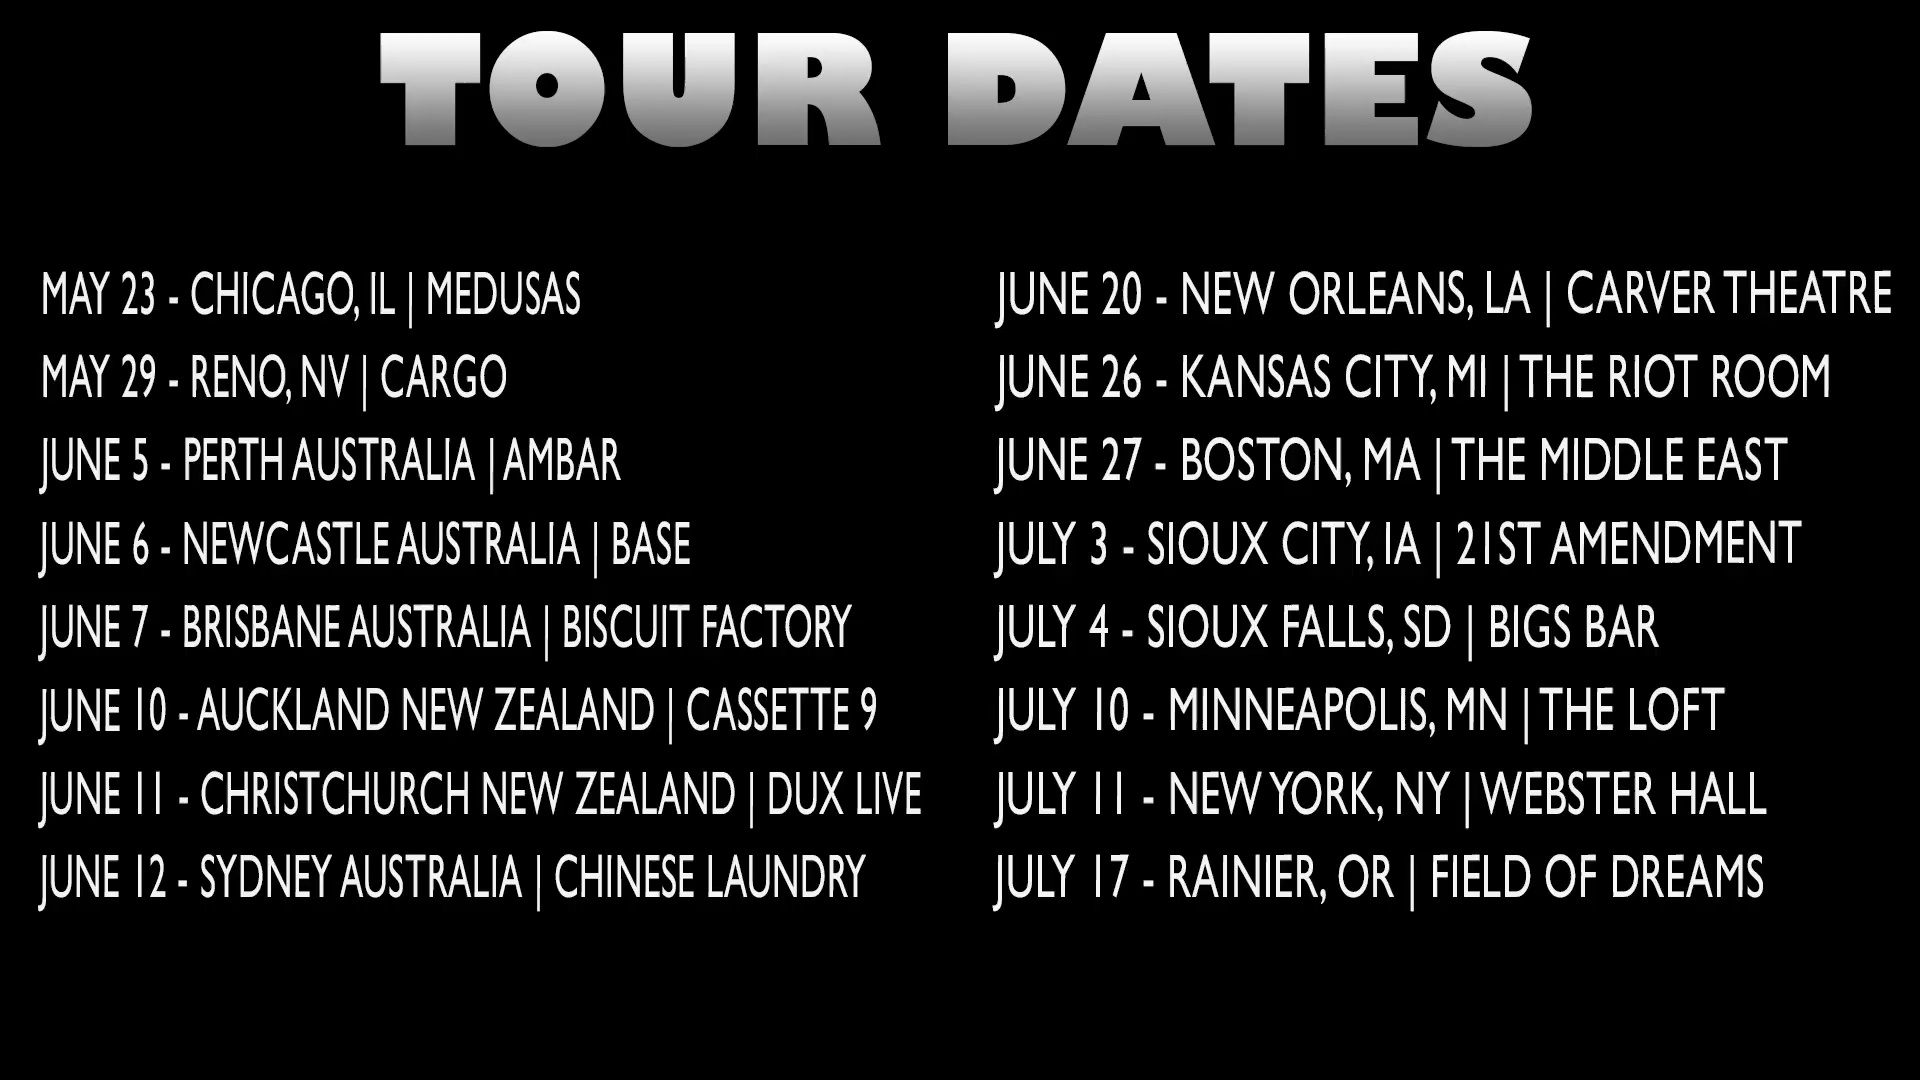 TOUR DATES
MAY 23 - CHICAGO, IL | MEDUSAS
MAY 29 - RENO, NV | CARGO
JUNE 5 - PERTH AUSTRALIA | AMBAR
JUNE 6 - NEWCASTLE AUSTRALIA | BASE
JUNE 7 - BRISBANE AUSTRALIA | BISCUIT FACTORY
JUNE 10 - AUCKLAND NEW ZEALAND | CASSETTE 9
JUNE 11 - CHRISTCHURCH NEW ZEALAND | DUX LIVE
JUNE 12 - SYDNEY AUSTRALIA | CHINESE LAUNDRY
JUNE 20 - NEW ORLEANS, LA | CARVER THEATRE
JUNE 26 - KANSAS CITY, MI | THE RIOT ROOM
JUNE 27 - BOSTON, MA | THE MIDDLE EAST
JULY 3 - SIOUX CITY, IA | 21ST AMENDMENT
JULY 4 - SIOUX FALLS, SD | BIGS BAR
JULY 10 - MINNEAPOLIS, MN | THE LOFT
JULY 11 - NEW YORK, NY | WEBSTER HALL
JULY 17 - RAINIER, OR | FIELD OF DREAMS